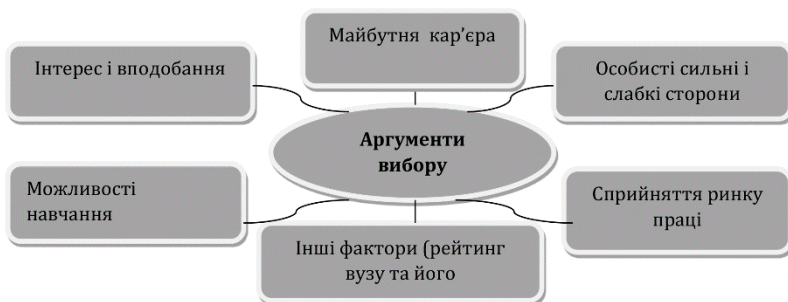 Майбутня кар’єра
Інтерес і вподобання
Особисті сильні і
слабкі сторони
Аргументи
вибору
Можливості
навчання
Сприйняття ринку
праці
Інші фактори (рейтинг
вузу та його